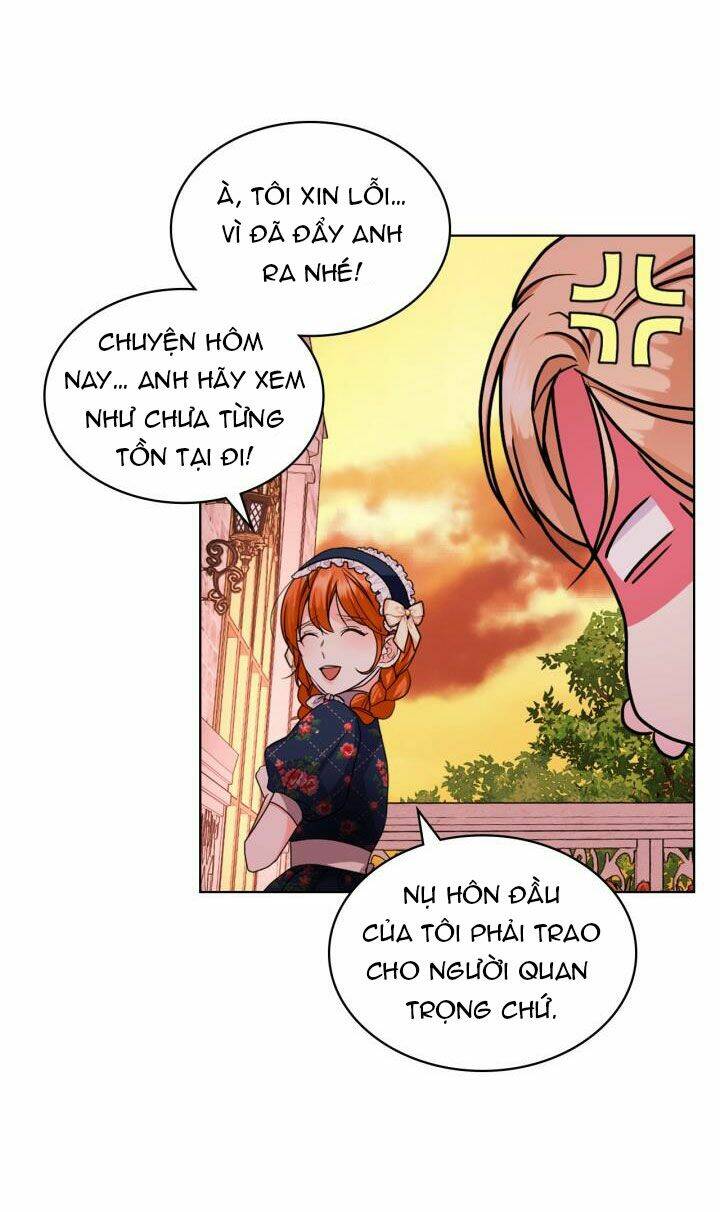 À, TÔI XIN LỖI...
VÌ ĐÃ ĐẨY ANH
RA NHÉ!
CHUYỆN HÔM
NAY... ANH HÃY XEM
NHƯ CHƯA TỪNG
TỒN TẠI ĐI!
NỤ HÔN ĐẦU
CỦA TÔI PHẢI TRAO
CHO NGƯỜI QUAN
TRỌNG CHỨ.